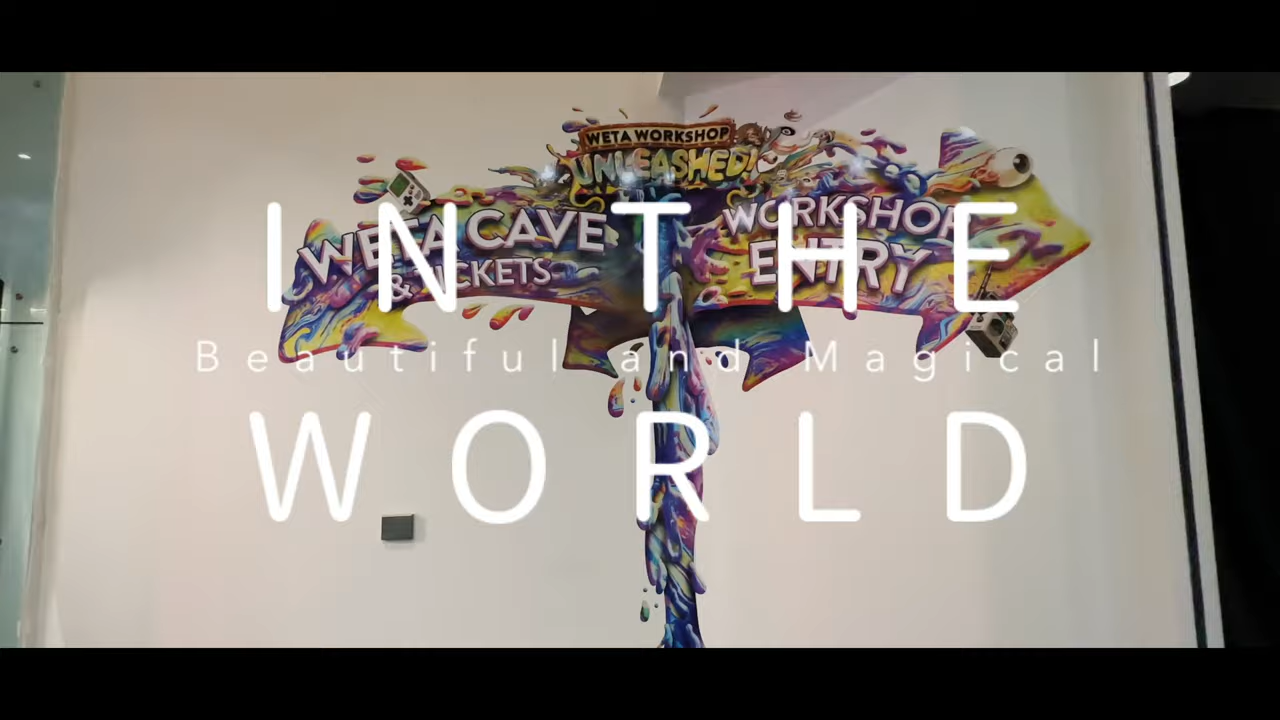 WETA WORKSHOP
UNLEASHED!
WETA CAVE
& TICKETS
WORKSHOP
ENTRY
IN THE
Beautiful and Magical
WORLD